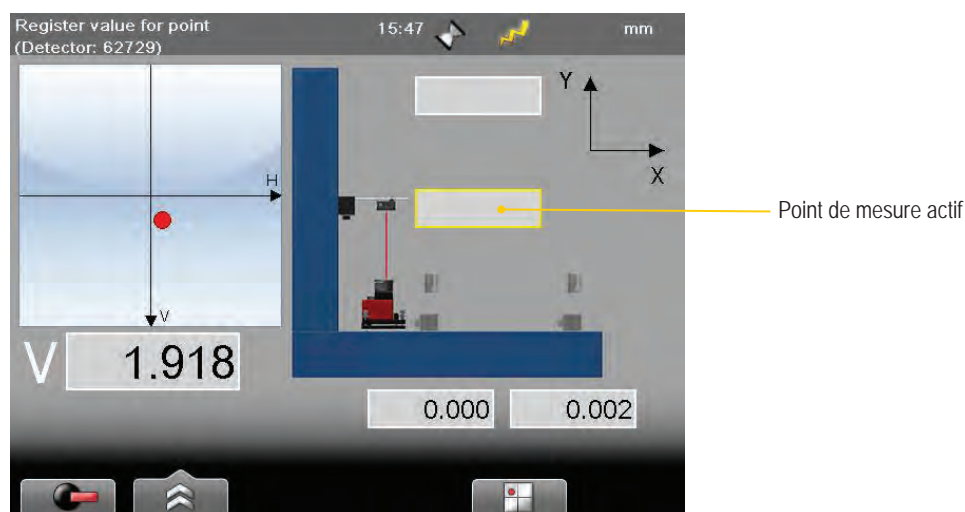 Register value for point
(Detector: 62729)
15:47
mm
H
V
V
1.918
Y
X
0.000
0.002
Point de mesure actif